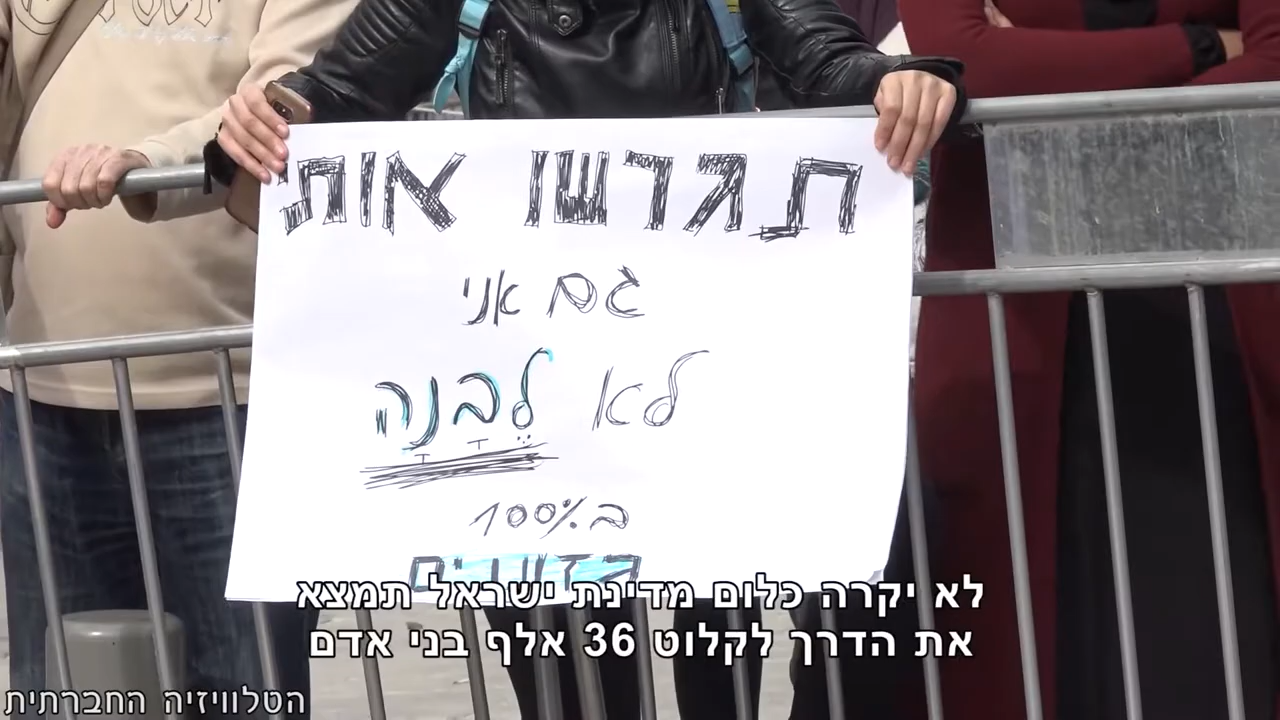 תגרשו אותי
גם אני
לא לְבָנָה
ב100%
לא יקרה כלום מדינת ישראל תמצא
את הדרך לקלוט 36 אלף בני אדם
הטלוויזיה החברתית